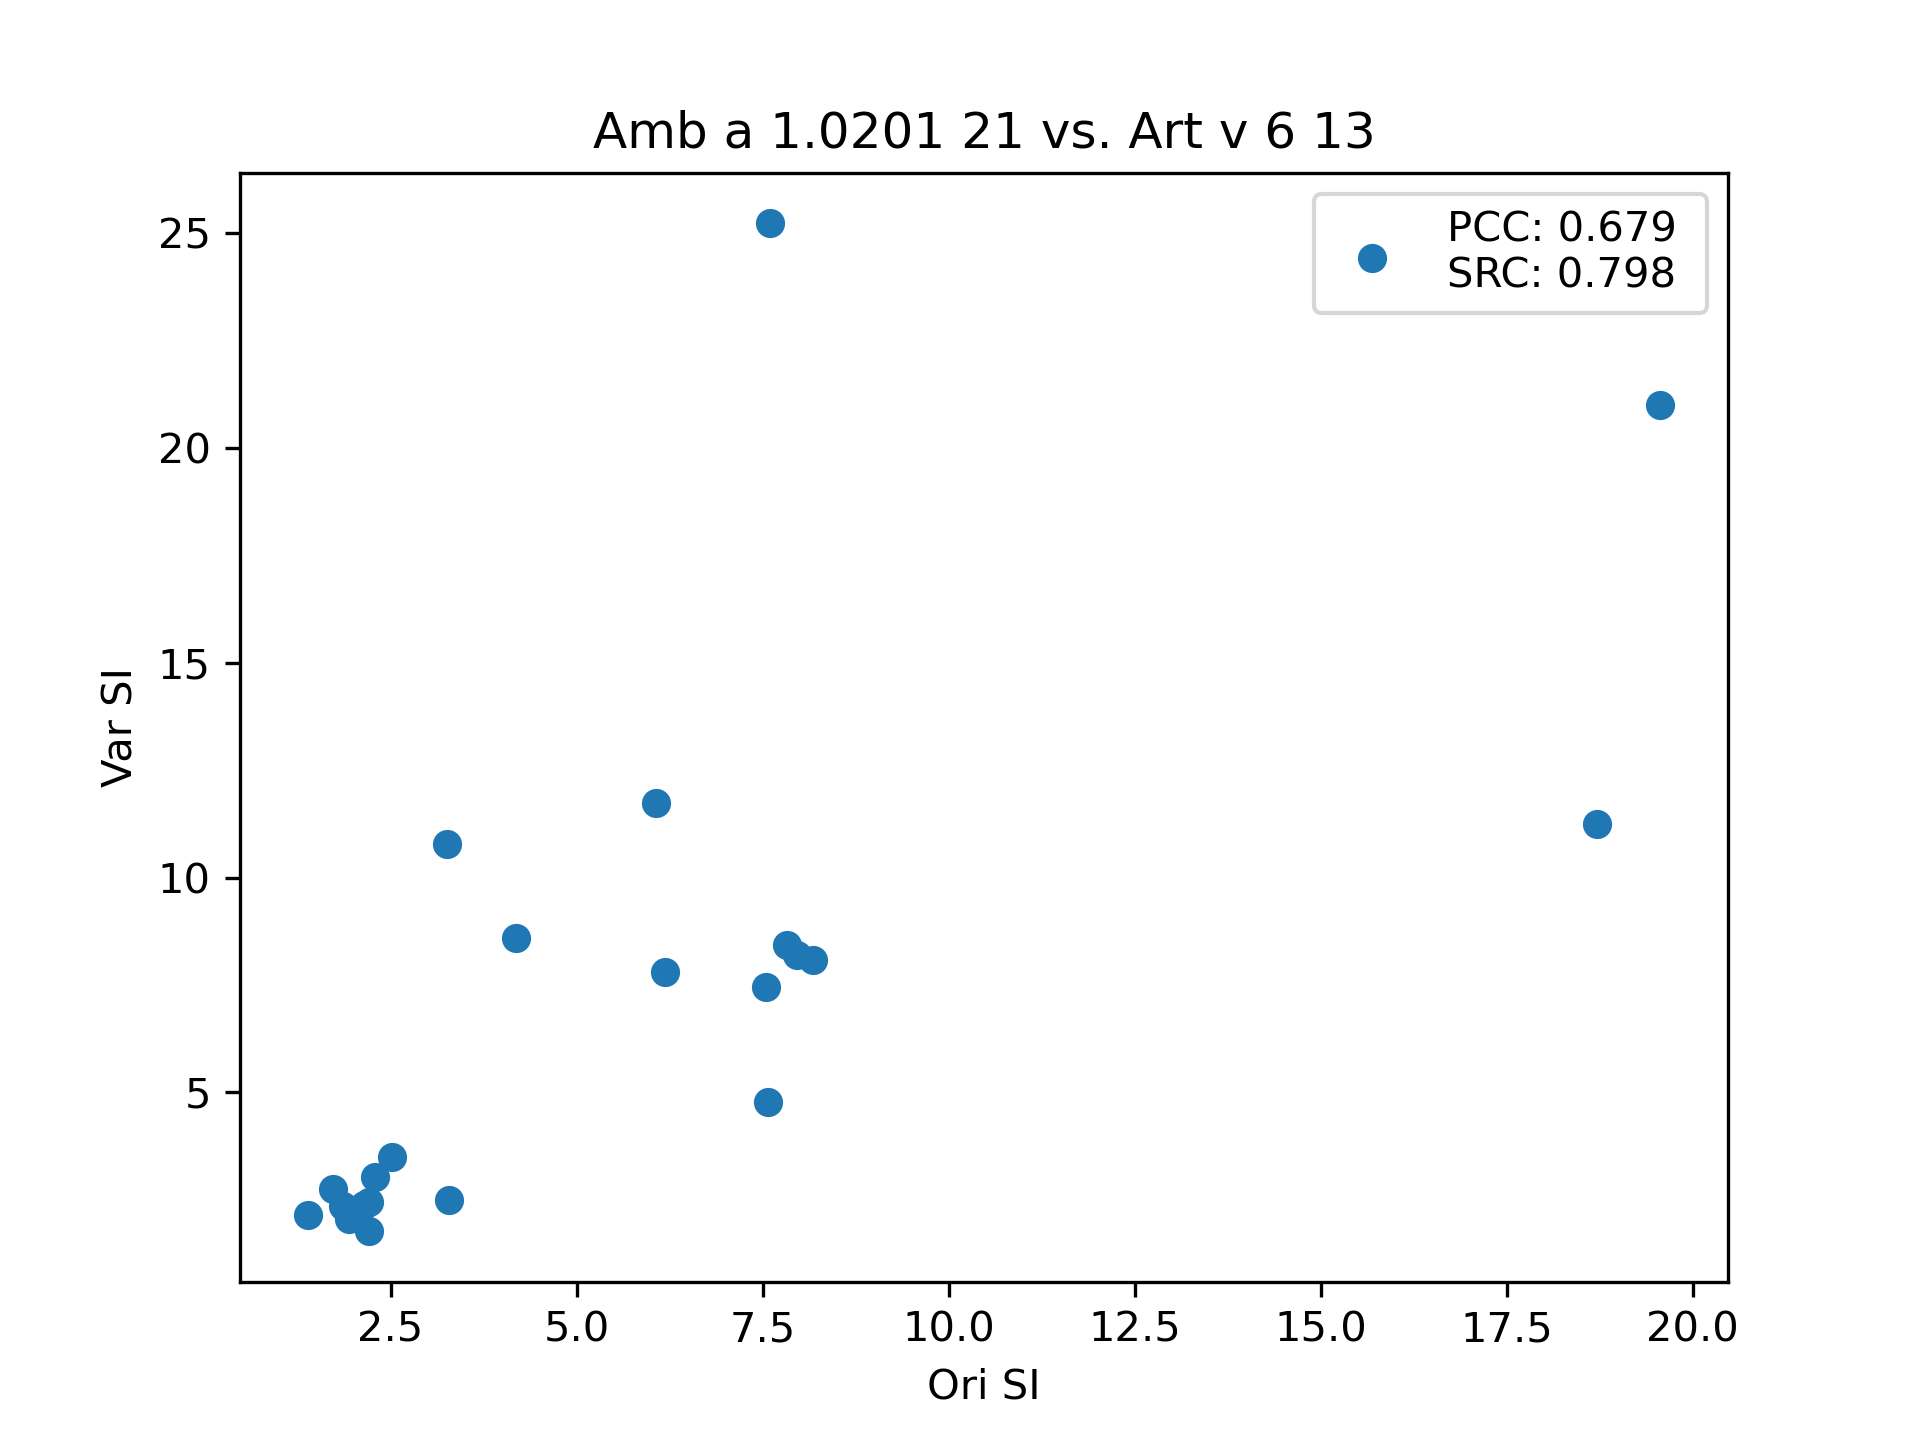 Amb a 1.0201 21 vs. Art v 6 13
PCC: 0.679
SRC: 0.798
25
20
15
10
5
Var SI
2.5 5.0 7.5 10.0 12.5 15.0 17.5 20.0
Ori SI